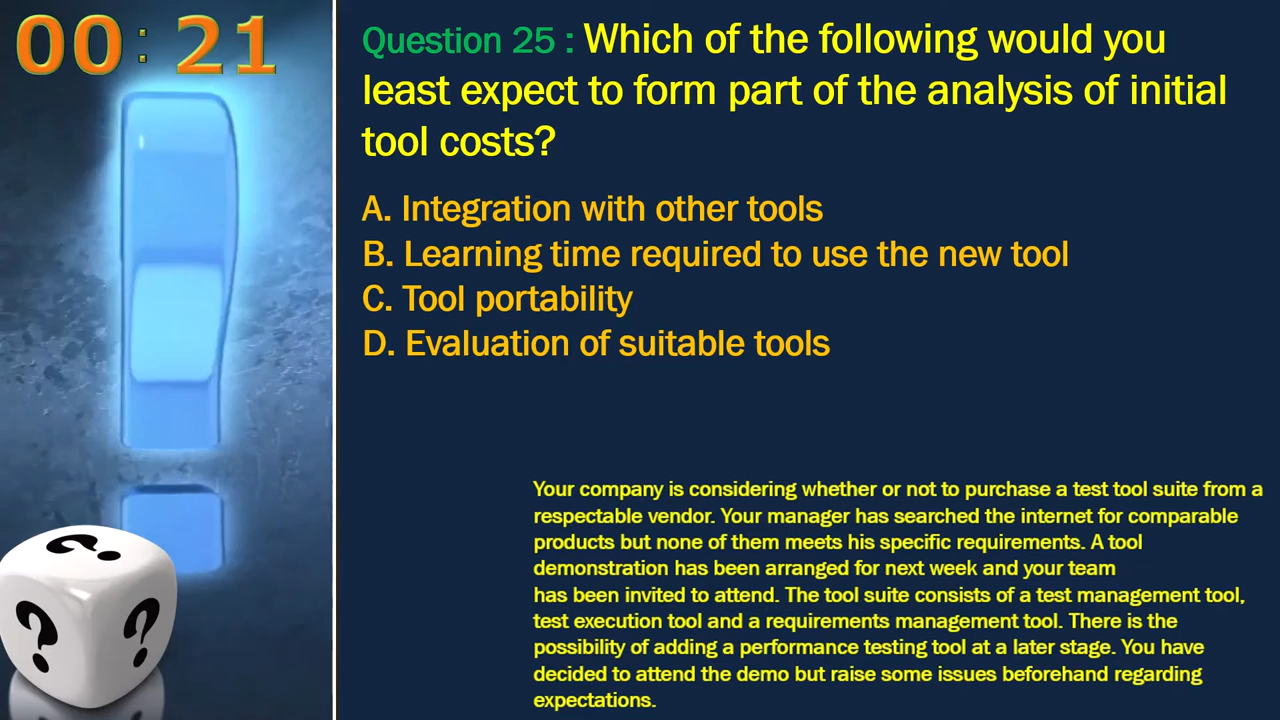 00:21
Question 25 : Which of the following would you
least expect to form part of the analysis of initial
tool costs?
A. Integration with other tools
B. Learning time required to use the new tool
C. Tool portability
D. Evaluation of suitable tools
Your company is considering whether or not to purchase a test tool suite from a
respectable vendor. Your manager has searched the internet for comparable
products but none of them meets his specific requirements. A tool
demonstration has been arranged for next week and your team
has been invited to attend. The tool suite consists of a test management tool,
test execution tool and a requirements management tool. There is the
possibility of adding a performance testing tool at a later stage. You have
decided to attend the demo but raise some issues beforehand regarding
expectations.